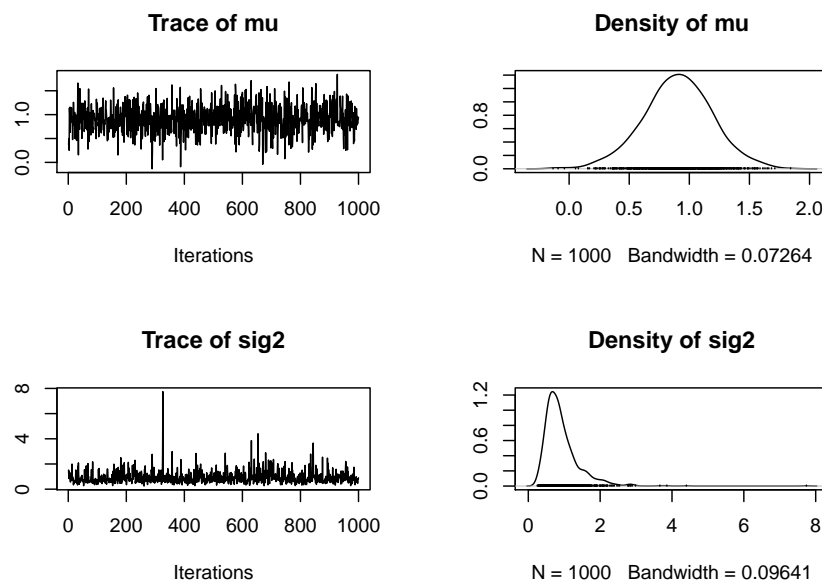 Trace of mu
0.0 1.0
0 200 400 600 800 1000
Iterations
Density of mu
0.0 0.8
0.0 0.5 1.0 1.5 2.0
N = 1000 Bandwidth = 0.07264
Trace of sig2
0 4 8
0 200 400 600 800 1000
Iterations
Density of sig2
0.0 0.6 1.2
0 2 4 6 8
N = 1000 Bandwidth = 0.09641